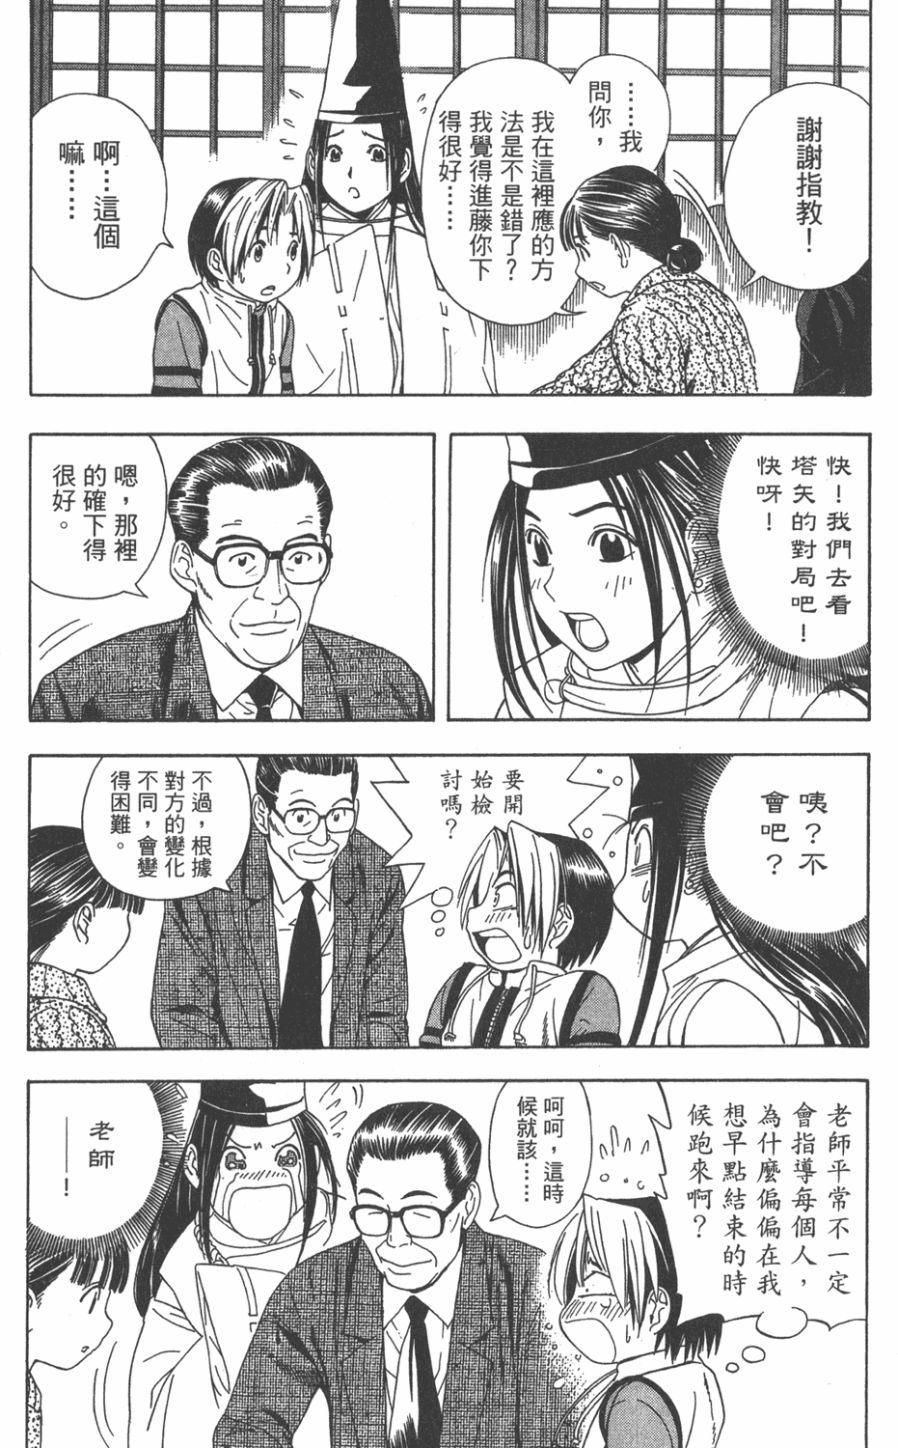 謝謝指教！
……我
問你，
我在這裡應的方
法是不是錯了？
我覺得進藤你下
得很好……
啊…這個
嘛……
快！我們去看
塔矢的對局吧！
快呀！
嗯，那裡
的確下得
很好。
咦？不
會吧？
要開
始檢
討嗎？
不過，根據
對方的變化
不同，會變
得困難。
老師平常不一定
會指導每個人，
為什麼偏偏在我
想早點結束的時
候跑來啊？
呵呵，這時
候就該……
老師
——！